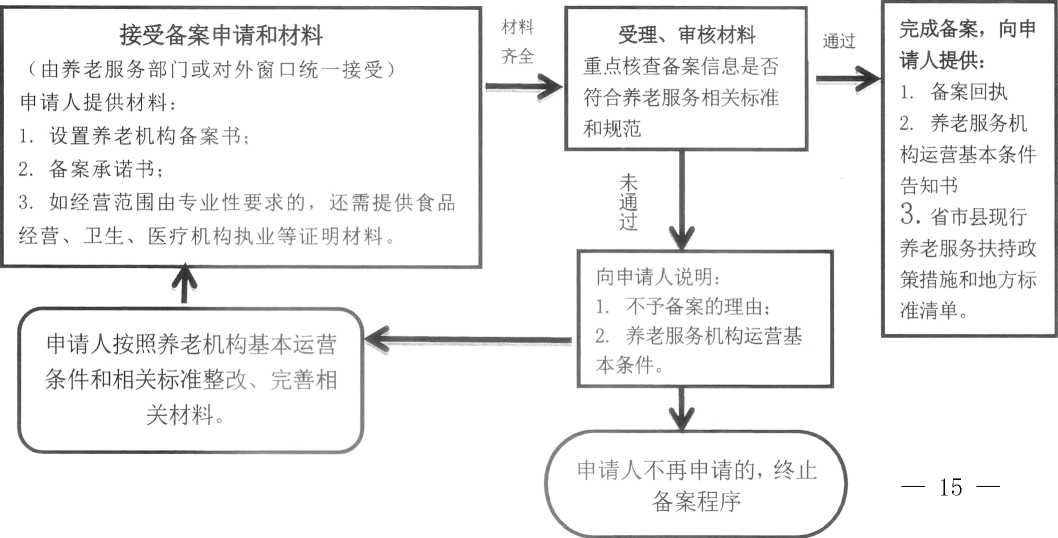 接受备案申请和材料
（由养老服务部门或对外窗口统一接受）
申请人提供材料：
1. 设置养老机构备案书；
2. 备案承诺书；
3. 如经营范围由专业性要求的，还需提供食品
经营、卫生、医疗机构执业等证明材料。
材料
齐全
受理、审核材料
重点核查备案信息是否
符合养老服务相关标准
和规范
通过
完成备案，向申
请人提供：
1. 备案回执
2. 养老服务机
构运营基本条件
告知书
3. 省市县现行
养老服务扶持政
策措施和地方标
准清单。
未
通
过
向申请人说明：
1. 不予备案的理由；
2. 养老服务机构运营基
本条件。
申请人按照养老机构基本运营
条件和相关标准整改、完善相
关材料。
申请人不再申请的，终止
备案程序
— 15 —